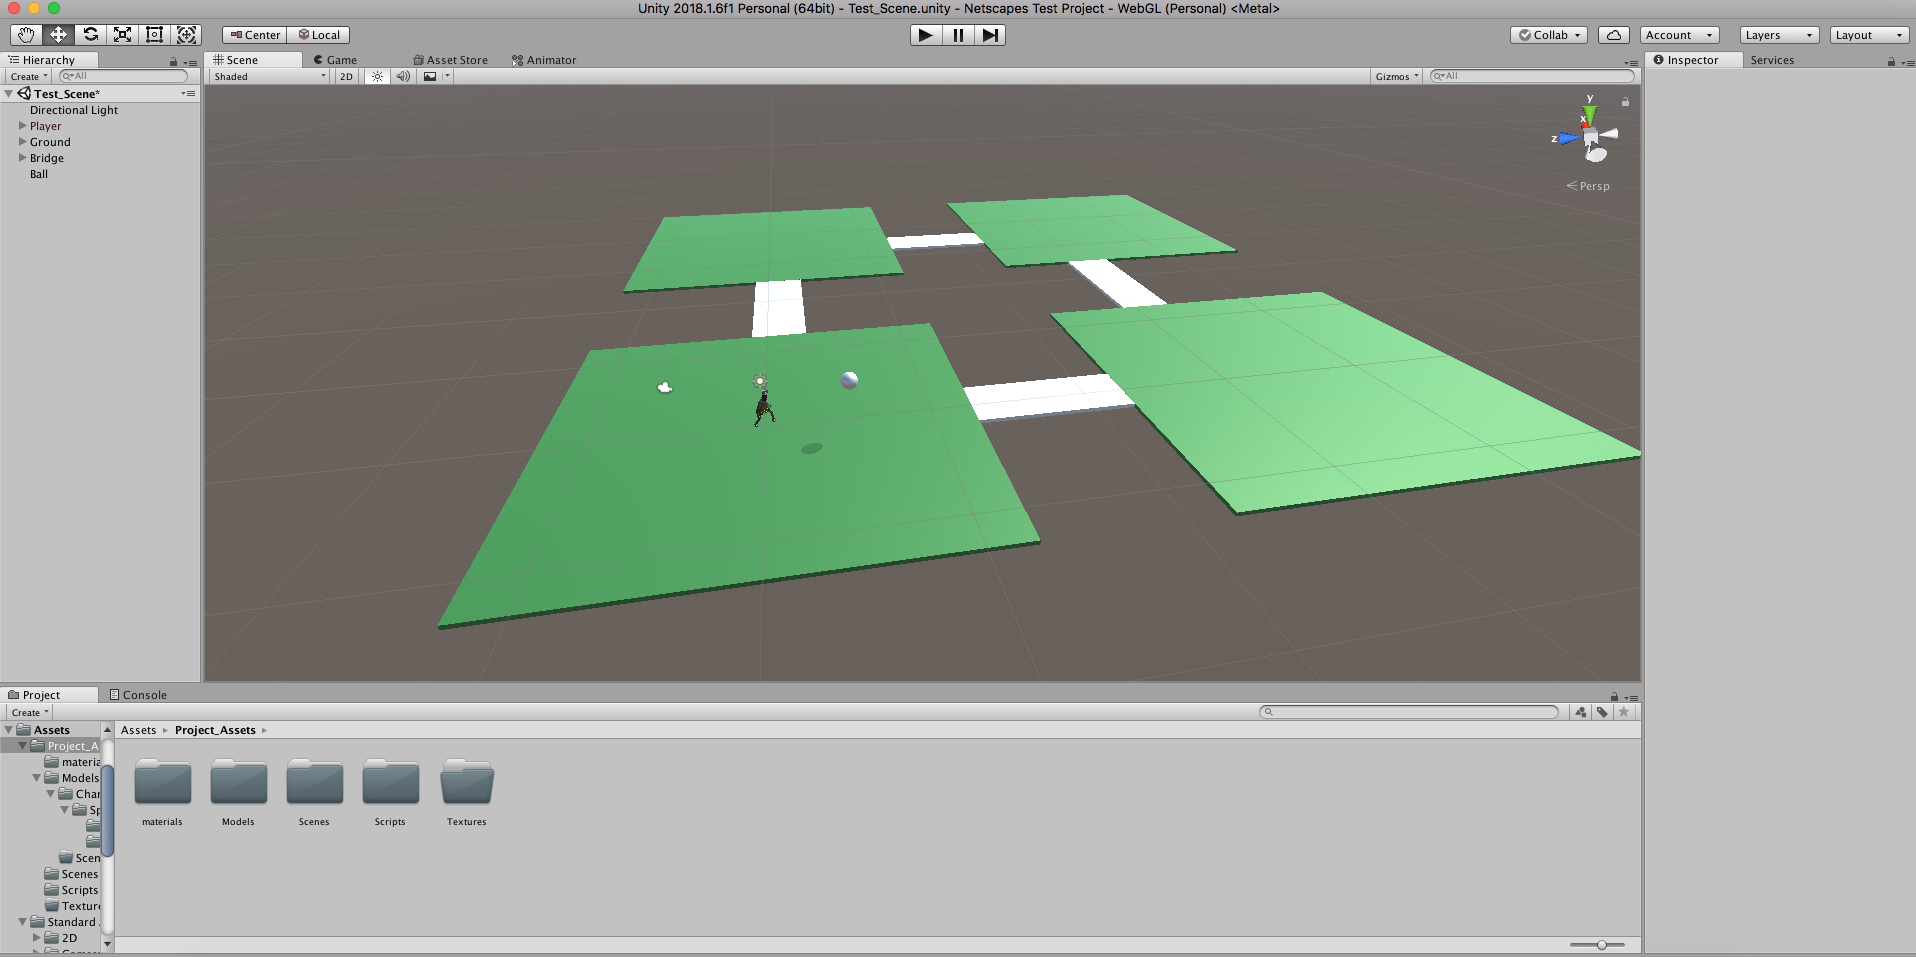 Unity 2018.1.6f1 Personal (64bit) - Test_Scene.unity - Netscapes Test Project - WebGL (Personal) <Metal>
Center Local Collab Account Layers Layout
Hierarchy Scene Game Asset Store Animator Inspector Services
Create All Shaded 2D Gizmos All
Test_Scene*
Directional Light
Player
Ground
Bridge
Ball
y
x
z
Persp
Project Console
Create
Assets
Project_A
materia
Models
Char
Sp
Scen
Scenes
Scripts
Textur
Standard
2D
Assets Project_Assets
materials Models Scenes Scripts Textures